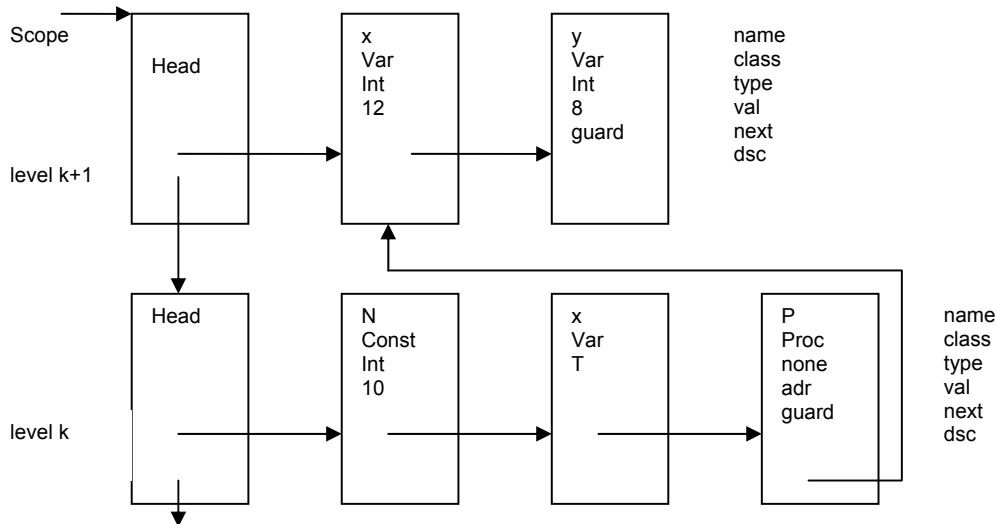 Scope
Head
x
Var
Int
12
y
Var
Int
8
guard
name
class
type
val
next
dsc
level k+1
Head
N
Const
Int
10
x
Var
T
P
Proc
none
adr
guard
name
class
type
val
next
dsc
level k